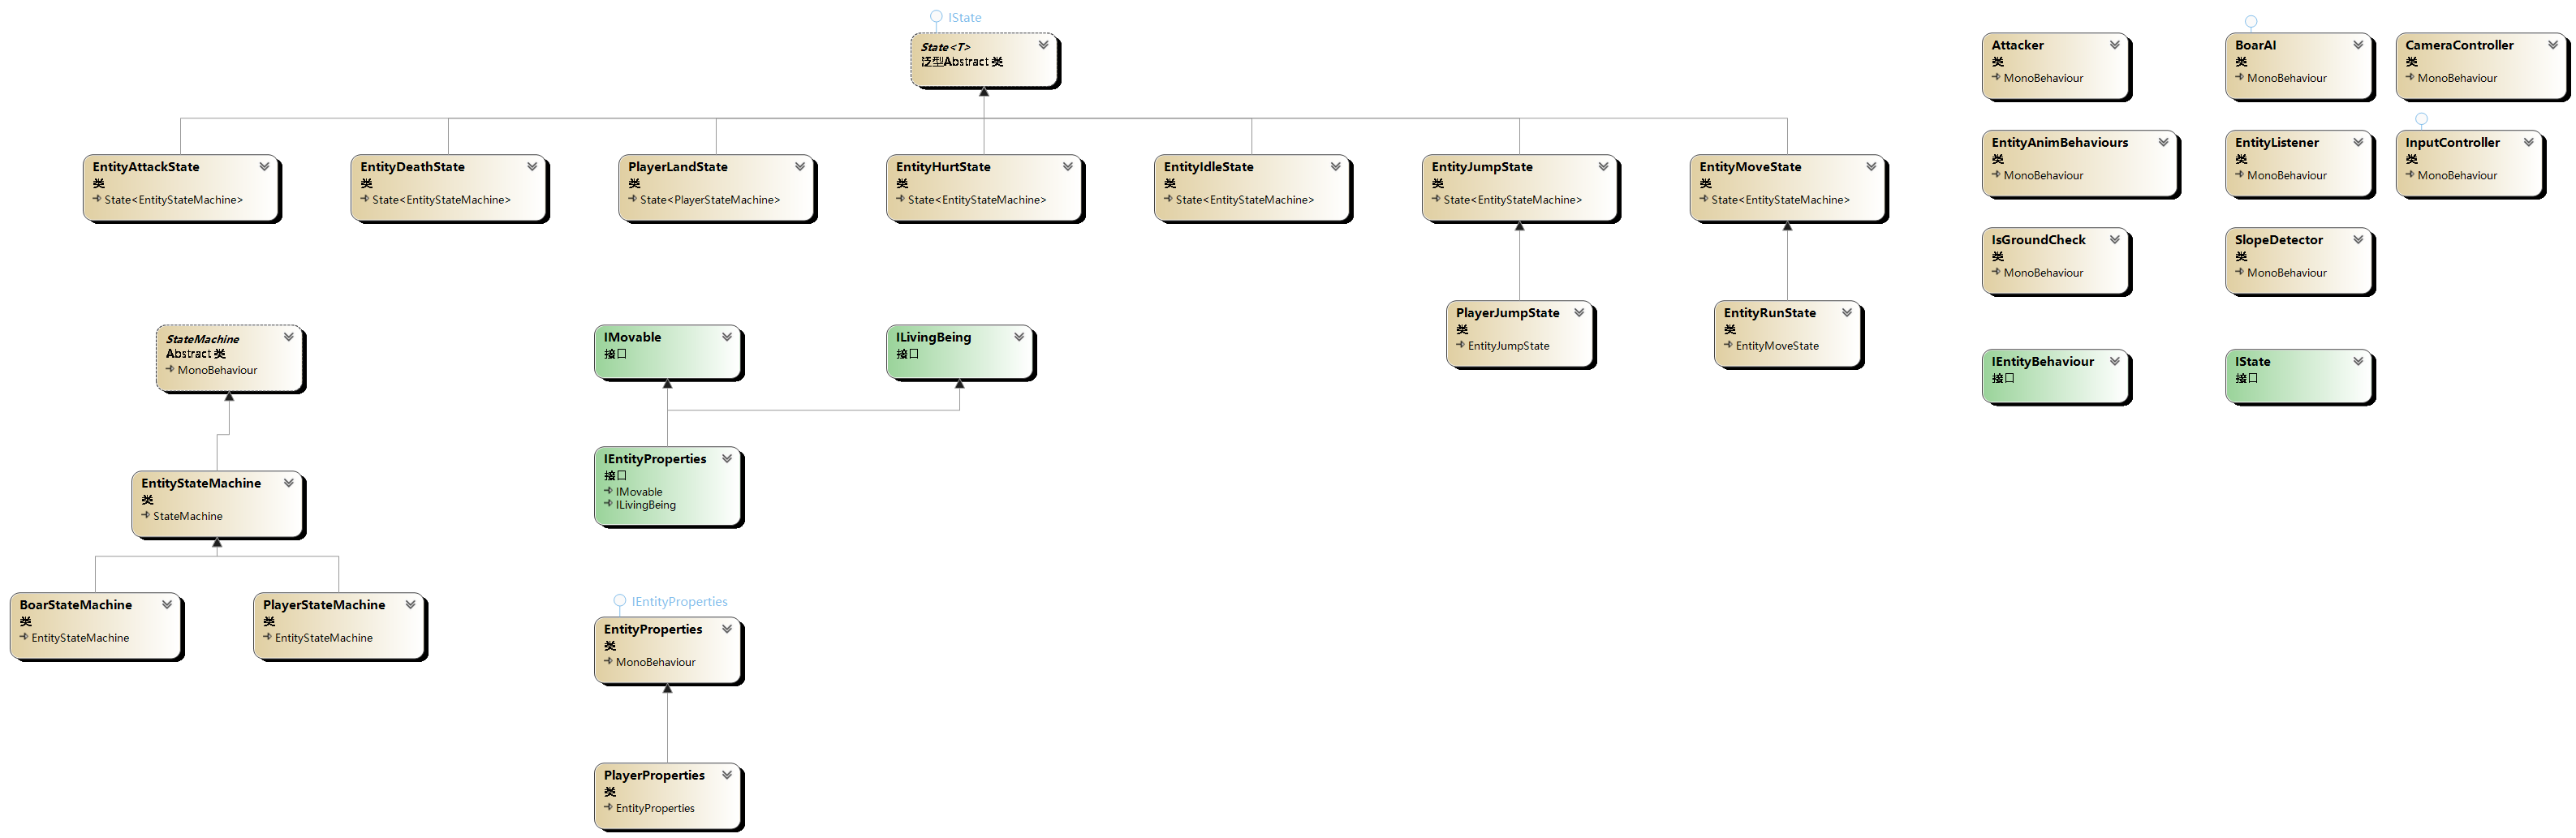 IState
State<T>
泛型Abstract 类
EntityAttackState
类
State<EntityStateMachine>
EntityDeathState
类
State<EntityStateMachine>
PlayerLandState
类
State<PlayerStateMachine>
EntityHurtState
类
State<EntityStateMachine>
EntityIdleState
类
State<EntityStateMachine>
EntityJumpState
类
State<EntityStateMachine>
EntityMoveState
类
State<EntityStateMachine>
PlayerJumpState
类
EntityJumpState
EntityRunState
类
EntityMoveState
StateMachine
Abstract 类
MonoBehaviour
EntityStateMachine
类
StateMachine
BoarStateMachine
类
EntityStateMachine
PlayerStateMachine
类
EntityStateMachine
IMovable
接口
ILivingBeing
接口
IEntityProperties
接口
IMovable
ILivingBeing
IEntityProperties
EntityProperties
类
MonoBehaviour
PlayerProperties
类
EntityProperties
Attacker
类
MonoBehaviour
BoarAI
类
MonoBehaviour
CameraController
类
MonoBehaviour
EntityAnimBehaviours
类
MonoBehaviour
EntityListener
类
MonoBehaviour
InputController
类
MonoBehaviour
IsGroundCheck
类
MonoBehaviour
SlopeDetector
类
MonoBehaviour
IEntityBehaviour
接口
IState
接口